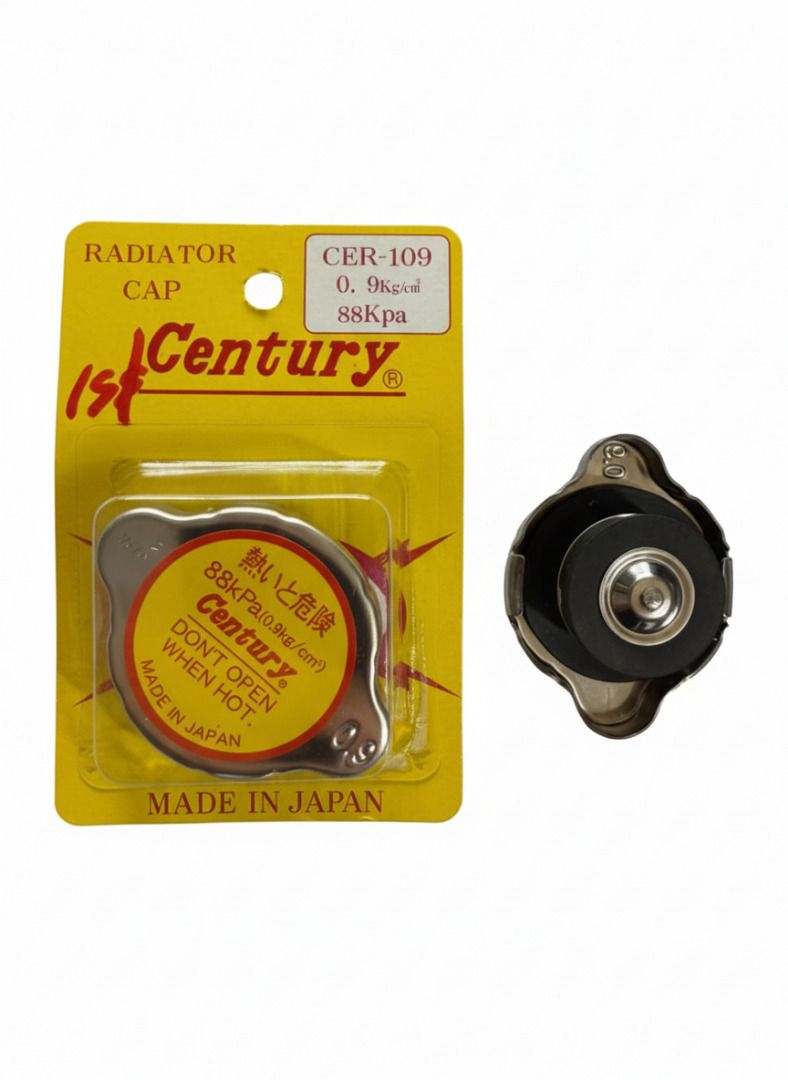 RADIATOR
CAP
CER-109
0. 9Kg/cm²
88Kpa
1st
Century®
熱いと危険
88kPa(0.9kg/cm²)
Century®
DON'T OPEN
WHEN HOT.
MADE IN JAPAN
0.9
MADE IN JAPAN
0.9